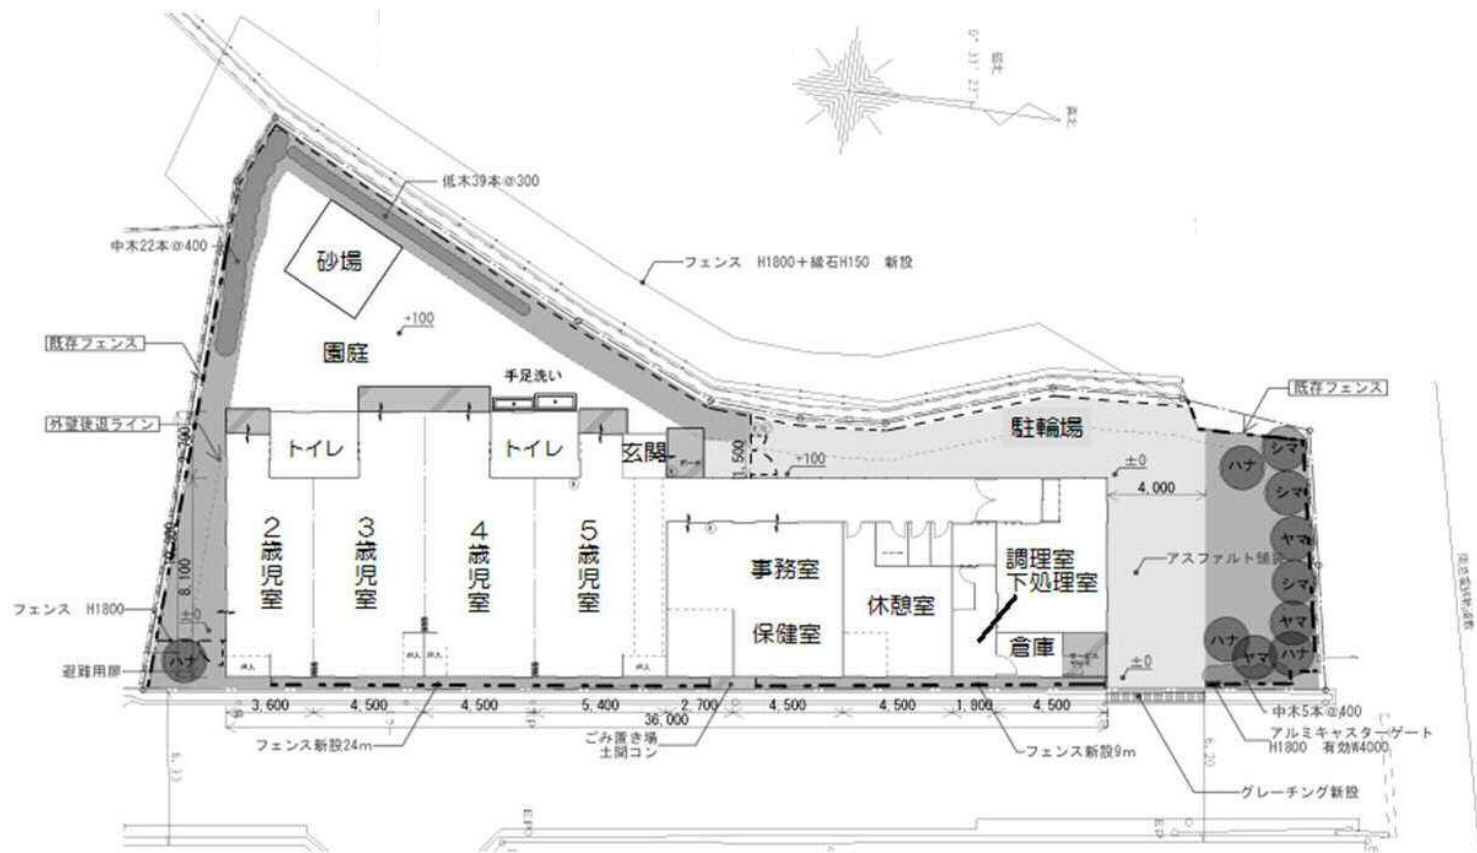 磁北
真北
低木39本@300
中木22本@400
砂場
フェンス H1800+縁石H150 新設
+100
園庭
手足洗い
既存フェンス
既存フェンス
外壁後退ライン
トイレ
トイレ
玄関
1,500
駐輪場
+100
±0
4,000
ハナ
シマ
シマ
ヤマ
シマ
ヤマ
ハナ
ヤマ
ハナ
2歳児室
3歳児室
4歳児室
5歳児室
事務室
保健室
休憩室
調理室
下処理室
倉庫
8,100
±0
フェンス H1800
避難用扉
ハナ
±0
3,600
4,500
4,500
5,400
2,700
4,500
4,500
1,800
4,500
36,000
フェンス新設24m
ごみ置き場
土間コン
フェンス新設9m
中木5本@400
アルミキャスターゲート
H1800 有効W4000
グレーチング新設
6.33
6.20